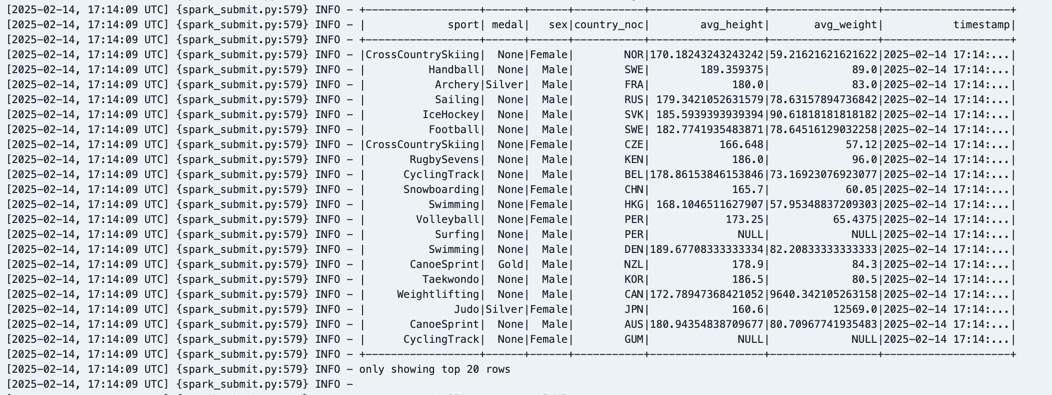 [2025-02-14, 17:14:09 UTC] {spark_submit.py:579} INFO - +------------------+------+------+-----------+-----------------+-----------------+--------------------+
[2025-02-14, 17:14:09 UTC] {spark_submit.py:579} INFO - |             sport| medal|   sex|country_noc|       avg_height|       avg_weight|           timestamp|
[2025-02-14, 17:14:09 UTC] {spark_submit.py:579} INFO - +------------------+------+------+-----------+-----------------+-----------------+--------------------+
[2025-02-14, 17:14:09 UTC] {spark_submit.py:579} INFO - |CrossCountrySkiing|  None|Female|        NOR|170.18243243243242|59.21621621621622|2025-02-14 17:14:...|
[2025-02-14, 17:14:09 UTC] {spark_submit.py:579} INFO - |          Handball|  None|  Male|        SWE|       189.359375|             89.0|2025-02-14 17:14:...|
[2025-02-14, 17:14:09 UTC] {spark_submit.py:579} INFO - |           Archery|Silver|  Male|        FRA|            180.0|             83.0|2025-02-14 17:14:...|
[2025-02-14, 17:14:09 UTC] {spark_submit.py:579} INFO - |           Sailing|  None|  Male|        RUS| 179.3421052631579|78.63157894736842|2025-02-14 17:14:...|
[2025-02-14, 17:14:09 UTC] {spark_submit.py:579} INFO - |         IceHockey|  None|  Male|        SVK| 185.5939393939394|90.61818181818182|2025-02-14 17:14:...|
[2025-02-14, 17:14:09 UTC] {spark_submit.py:579} INFO - |          Football|  None|  Male|        SWE| 182.7741935483871|78.64516129032258|2025-02-14 17:14:...|
[2025-02-14, 17:14:09 UTC] {spark_submit.py:579} INFO - |CrossCountrySkiing|  None|Female|        CZE|          166.648|            57.12|2025-02-14 17:14:...|
[2025-02-14, 17:14:09 UTC] {spark_submit.py:579} INFO - |       RugbySevens|  None|  Male|        KEN|            186.0|             96.0|2025-02-14 17:14:...|
[2025-02-14, 17:14:09 UTC] {spark_submit.py:579} INFO - |      CyclingTrack|  None|  Male|        BEL|178.86153846153846|73.16923076923077|2025-02-14 17:14:...|
[2025-02-14, 17:14:09 UTC] {spark_submit.py:579} INFO - |      Snowboarding|  None|Female|        CHN|            165.7|            60.05|2025-02-14 17:14:...|
[2025-02-14, 17:14:09 UTC] {spark_submit.py:579} INFO - |          Swimming|  None|Female|        HKG| 168.1046511627907|57.95348837209303|2025-02-14 17:14:...|
[2025-02-14, 17:14:09 UTC] {spark_submit.py:579} INFO - |        Volleyball|  None|Female|        PER|           173.25|          65.4375|2025-02-14 17:14:...|
[2025-02-14, 17:14:09 UTC] {spark_submit.py:579} INFO - |           Surfing|  None|  Male|        PER|             NULL|             NULL|2025-02-14 17:14:...|
[2025-02-14, 17:14:09 UTC] {spark_submit.py:579} INFO - |          Swimming|  None|  Male|        DEN|189.67708333333334|82.20833333333333|2025-02-14 17:14:...|
[2025-02-14, 17:14:09 UTC] {spark_submit.py:579} INFO - |       CanoeSprint|  Gold|  Male|        NZL|            178.9|             84.3|2025-02-14 17:14:...|
[2025-02-14, 17:14:09 UTC] {spark_submit.py:579} INFO - |         Taekwondo|  None|  Male|        KOR|            186.5|             80.5|2025-02-14 17:14:...|
[2025-02-14, 17:14:09 UTC] {spark_submit.py:579} INFO - |     Weightlifting|  None|  Male|        CAN|172.78947368421052|9640.342105263158|2025-02-14 17:14:...|
[2025-02-14, 17:14:09 UTC] {spark_submit.py:579} INFO - |              Judo|Silver|Female|        JPN|            160.6|          12569.0|2025-02-14 17:14:...|
[2025-02-14, 17:14:09 UTC] {spark_submit.py:579} INFO - |       CanoeSprint|  None|  Male|        AUS|180.94354838709677|80.70967741935483|2025-02-14 17:14:...|
[2025-02-14, 17:14:09 UTC] {spark_submit.py:579} INFO - |      CyclingTrack|  None|Female|        GUM|             NULL|             NULL|2025-02-14 17:14:...|
[2025-02-14, 17:14:09 UTC] {spark_submit.py:579} INFO - +------------------+------+------+-----------+-----------------+-----------------+--------------------+
[2025-02-14, 17:14:09 UTC] {spark_submit.py:579} INFO - only showing top 20 rows
[2025-02-14, 17:14:09 UTC] {spark_submit.py:579} INFO -